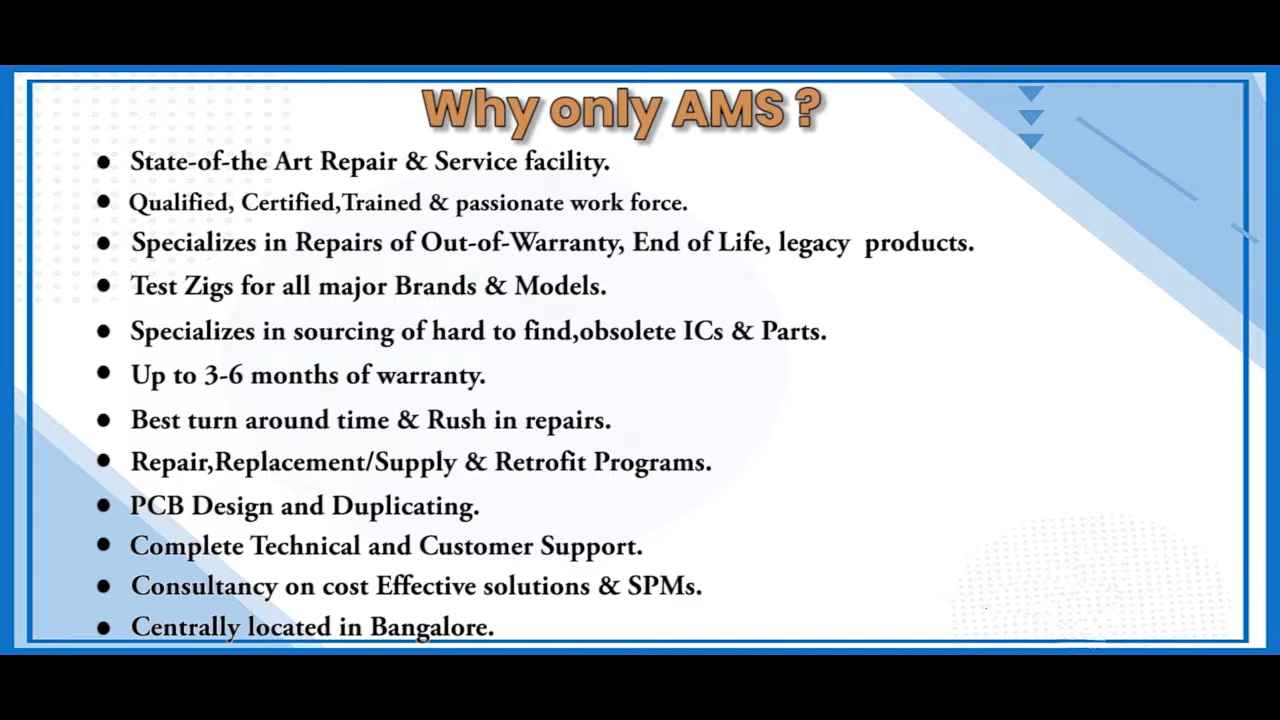 Why only AMS ?
● State-of-the Art Repair & Service facility.
● Qualified, Certified,Trained & passionate work force.
● Specializes in Repairs of Out-of-Warranty, End of Life, legacy products.
● Test Zigs for all major Brands & Models.
● Specializes in sourcing of hard to find,obsolete ICs & Parts.
● Up to 3-6 months of warranty.
● Best turn around time & Rush in repairs.
● Repair,Replacement/Supply & Retrofit Programs.
● PCB Design and Duplicating.
● Complete Technical and Customer Support.
● Consultancy on cost Effective solutions & SPMs.
● Centrally located in Bangalore.